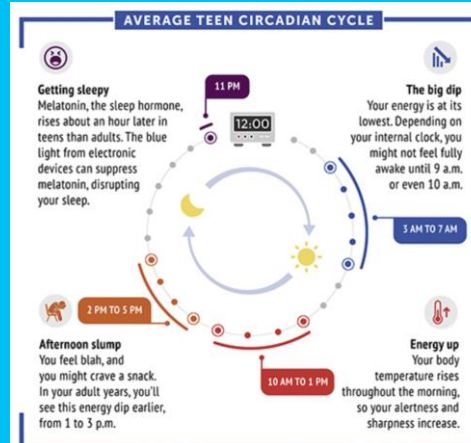 AVERAGE TEEN CIRCADIAN CYCLE
Getting sleepy
Melatonin, the sleep hormone,
rises about an hour later in
teens than adults. The blue
light from electronic
devices can suppress
melatonin, disrupting
your sleep.
11 PM
12:00
The big dip
Your energy is at its
lowest. Depending on
your internal clock, you
might not feel fully
awake until 9 a.m.
or even 10 a.m.
3 AM TO 7 AM
2 PM TO 5 PM
Afternoon slump
You feel blah, and
you might crave a snack.
In your adult years, you'll
see this energy dip earlier,
from 1 to 3 p.m.
10 AM TO 1 PM
Energy up
Your body
temperature rises
throughout the morning,
so your alertness and
sharpness increase.